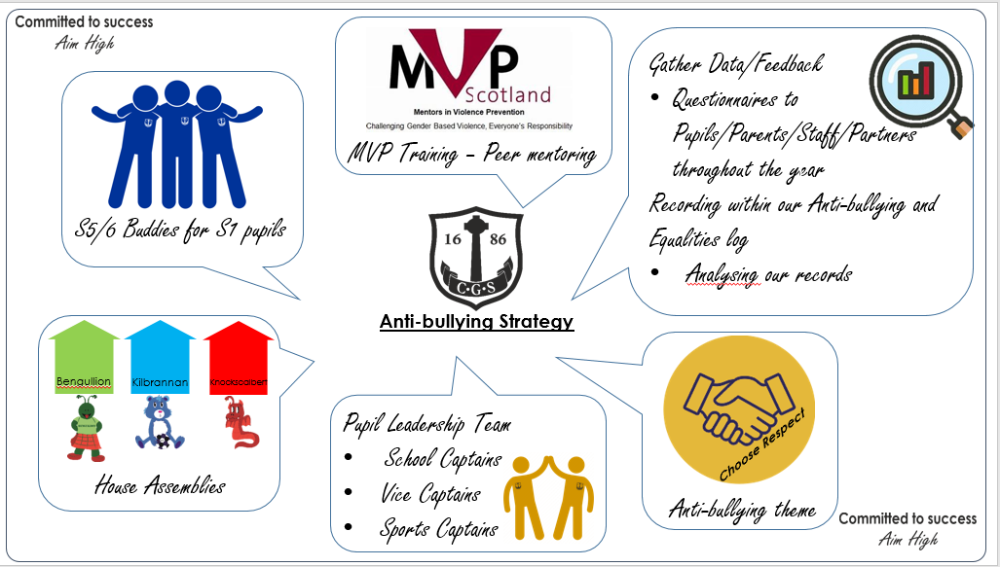 Committed to success
Aim High
MVP
Scotland
Mentors in Violence Prevention
Challenging Gender Based Violence, Everyone's Responsibility
MVP Training – Peer mentoring
Gather Data/Feedback
• Questionnaires to
Pupils/Parents/Staff/Partners
throughout the year
Recording within our Anti-bullying and
Equalities log
• Analysing our records
S5/6 Buddies for S1 pupils
16 86
C·G·S
Anti-bullying Strategy
Bengullion
Kilbrannan
Knockscalbert
House Assemblies
Pupil Leadership Team
• School Captains
• Vice Captains
• Sports Captains
Choose Respect
Anti-bullying theme
Committed to success
Aim High